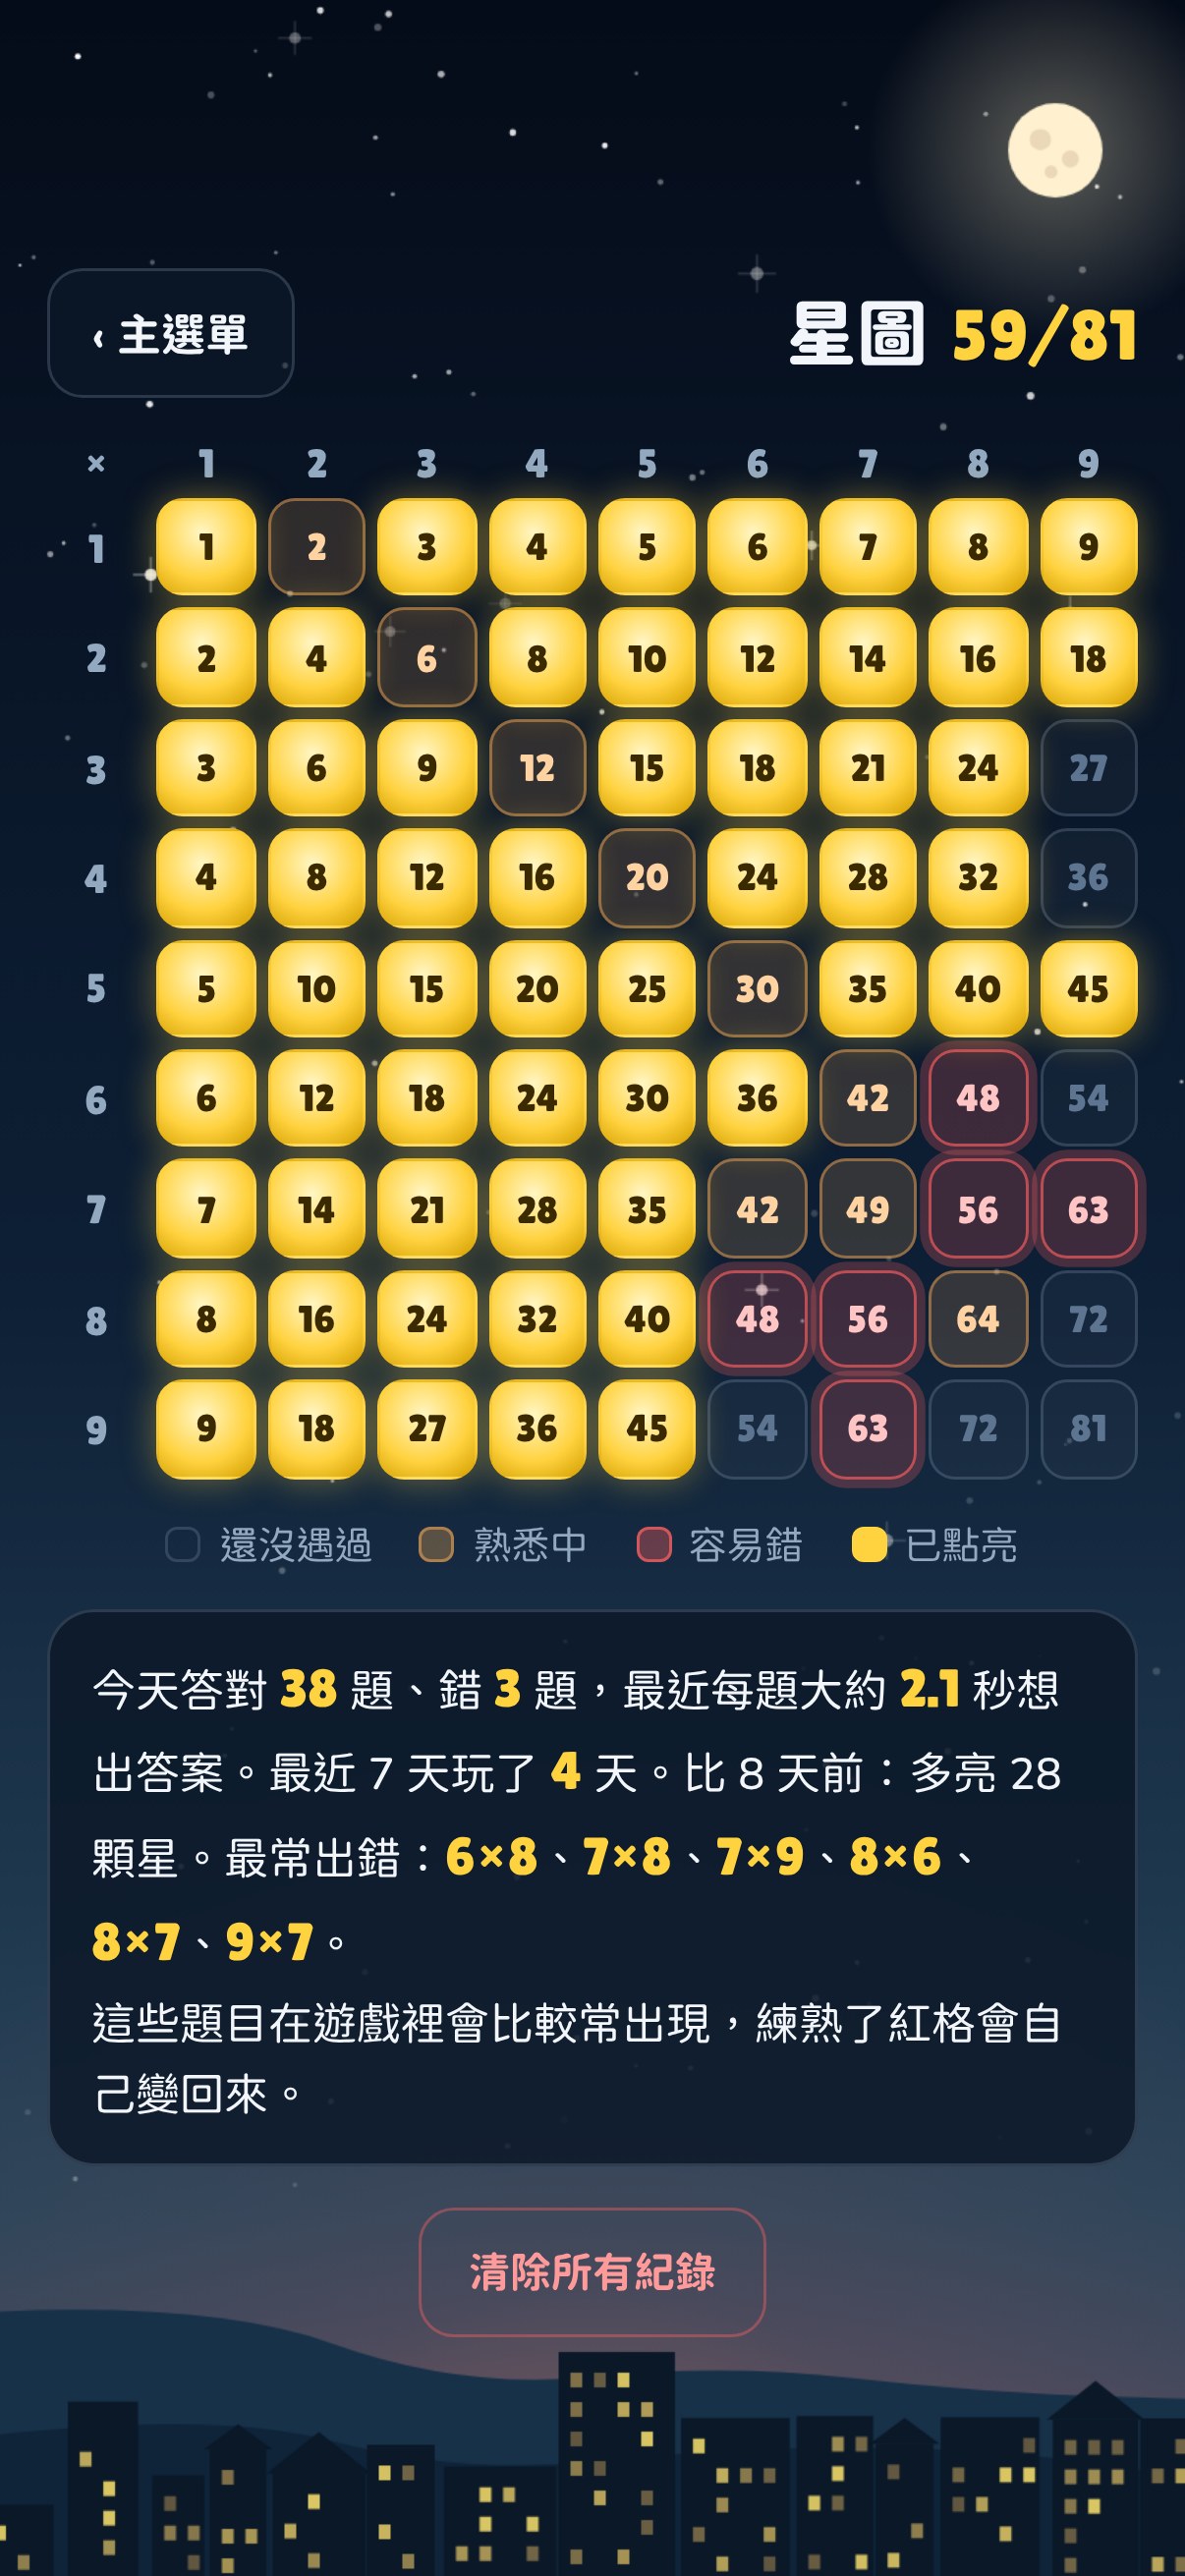 ‹ 主選單
星圖 59/81
× 1 2 3 4 5 6 7 8 9
1 1 2 3 4 5 6 7 8 9
2 2 4 6 8 10 12 14 16 18
3 3 6 9 12 15 18 21 24 27
4 4 8 12 16 20 24 28 32 36
5 5 10 15 20 25 30 35 40 45
6 6 12 18 24 30 36 42 48 54
7 7 14 21 28 35 42 49 56 63
8 8 16 24 32 40 48 56 64 72
9 9 18 27 36 45 54 63 72 81
還沒遇過 熟悉中 容易錯 已點亮
今天答對 38 題、錯 3 題，最近每題大約 2.1 秒想
出答案。最近 7 天玩了 4 天。比 8 天前：多亮 28
顆星。最常出錯：6×8、7×8、7×9、8×6、
8×7、9×7。
這些題目在遊戲裡會比較常出現，練熟了紅格會自
己變回來。
清除所有紀錄